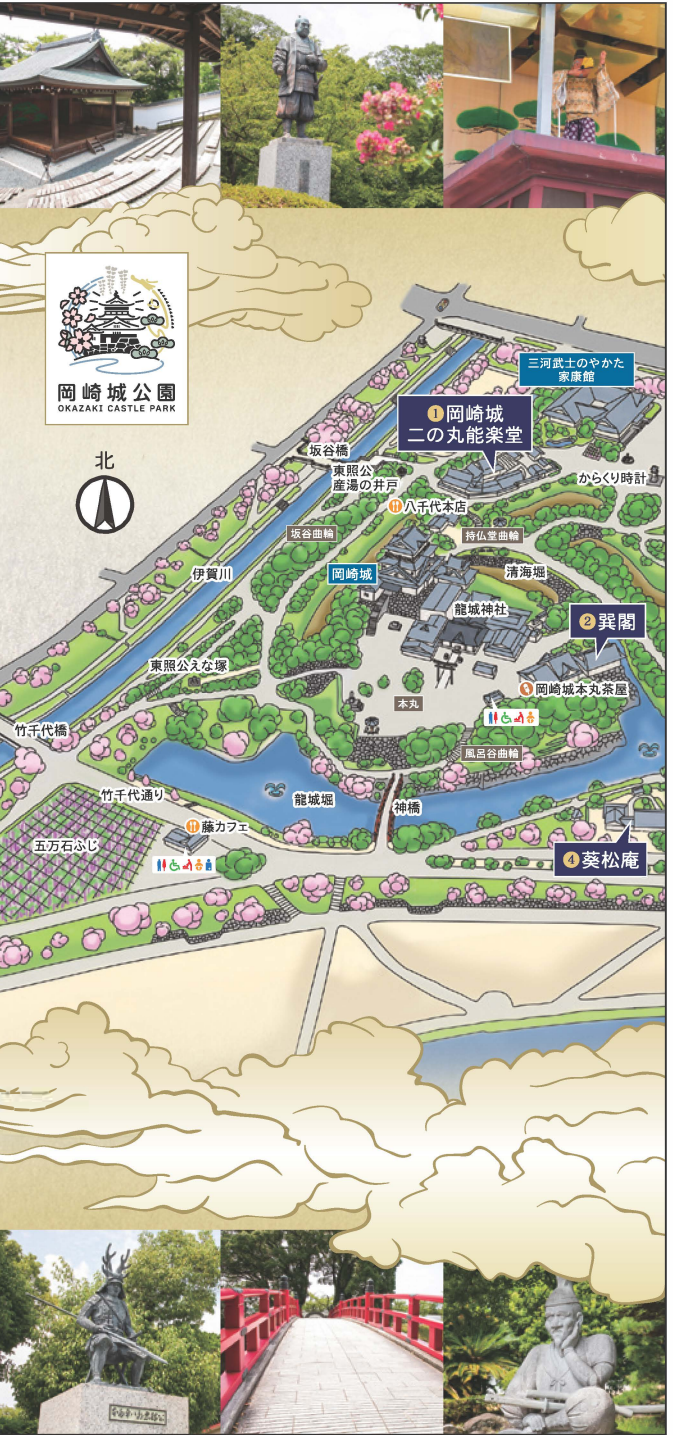 岡崎城公園
OKAZAKI CASTLE PARK
北
三河武士のやかた
家康館
1 岡崎城
二の丸能楽堂
坂谷橋
東照公
産湯の井戸
からくり時計
八千代本店
坂谷曲輪
持仏堂曲輪
伊賀川
岡崎城
清海堀
龍城神社
2 巽閣
東照公えな塚
岡崎城本丸茶屋
本丸
竹千代橋
風呂谷曲輪
竹千代通り
龍城堀
神橋
藤カフェ
五万石ふじ
4 葵松庵